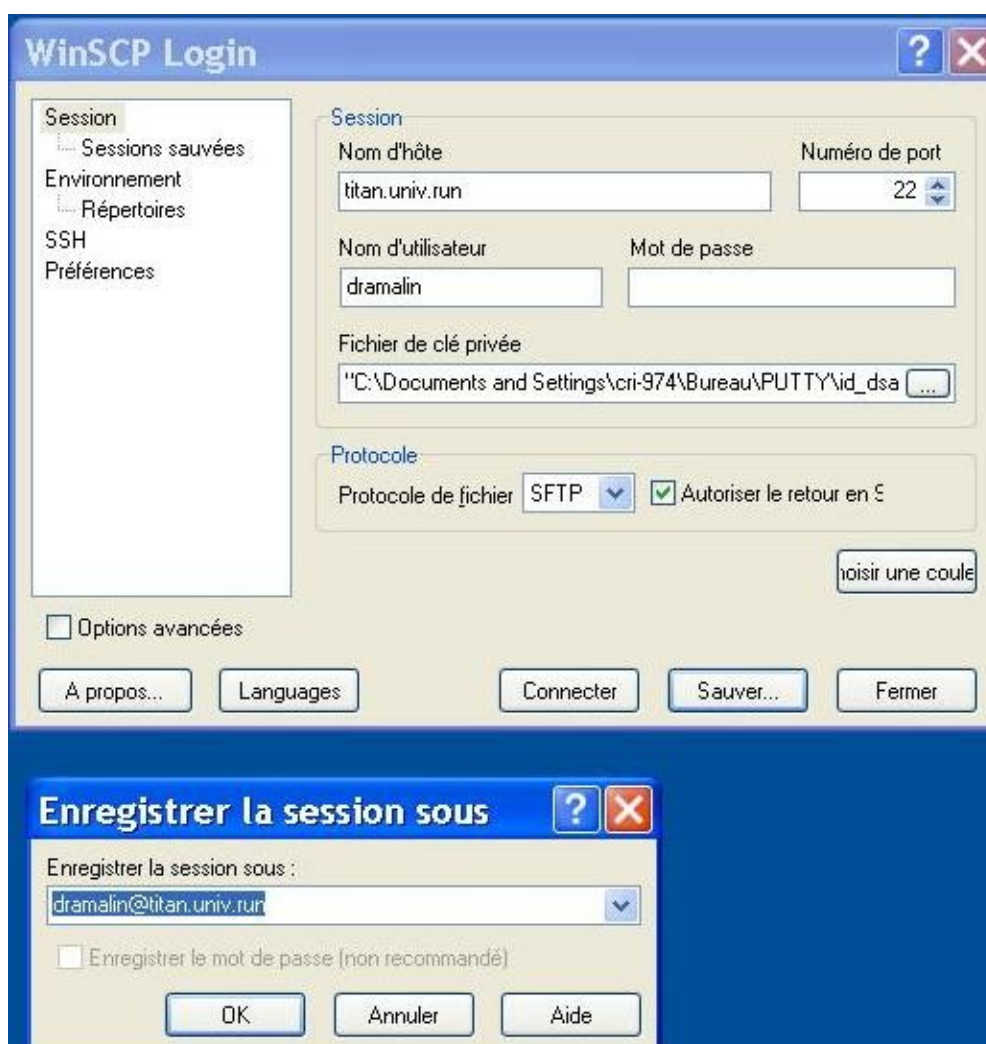 WinSCP Login
Session
Sessions sauvées
Environnement
Répertoires
SSH
Préférences
Session
Nom d'hôte
Numéro de port
titan.univ.run
22
Nom d'utilisateur
Mot de passe
dramalin
Fichier de clé privée
"C:\Documents and Settings\cri-974\Bureau\PUTTY\id_dsa ...
Protocole
Protocole de fichier SFTP Autoriser le retour en S
hoisir une coule
Options avancées
A propos... Languages Connecter Sauver... Fermer
Enregistrer la session sous
Enregistrer la session sous :
dramalin@titan.univ.run
Enregistrer le mot de passe (non recommandé)
OK Annuler Aide